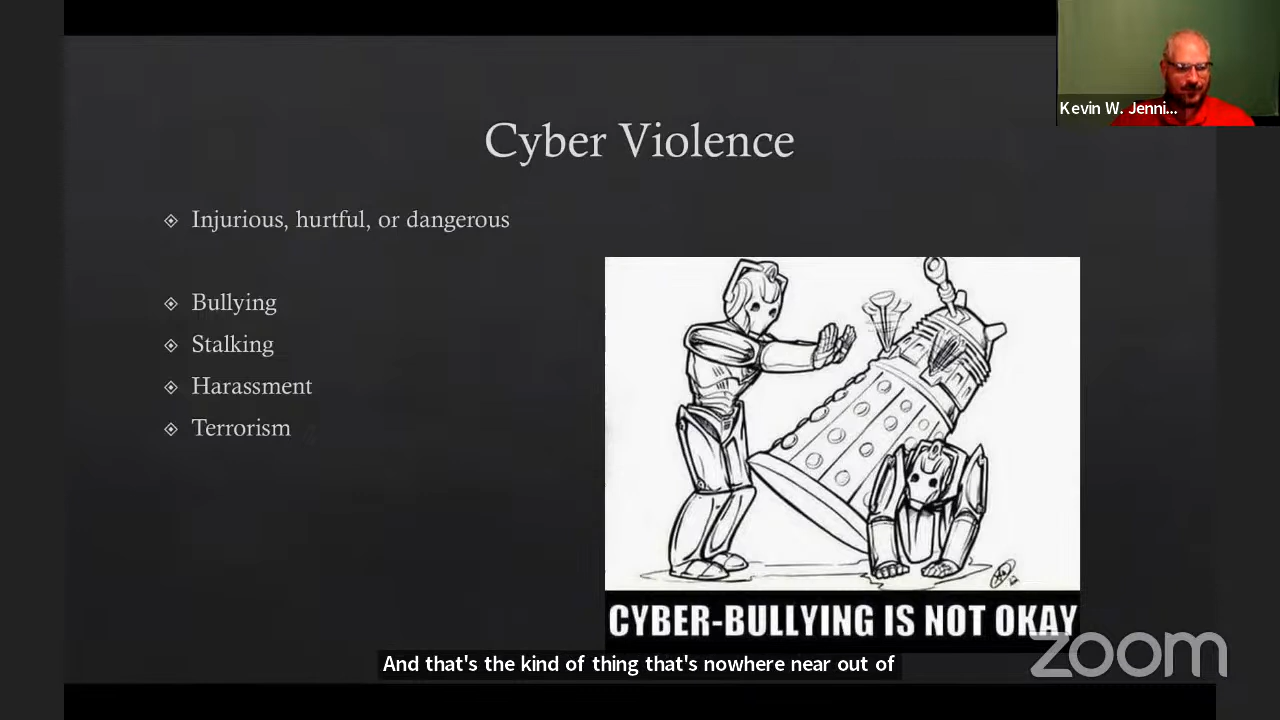 Kevin W. Jenni...
Cyber Violence
Injurious, hurtful, or dangerous
Bullying
Stalking
Harassment
Terrorism
CYBER-BULLYING IS NOT OKAY
And that's the kind of thing that's nowhere near out of
zoom